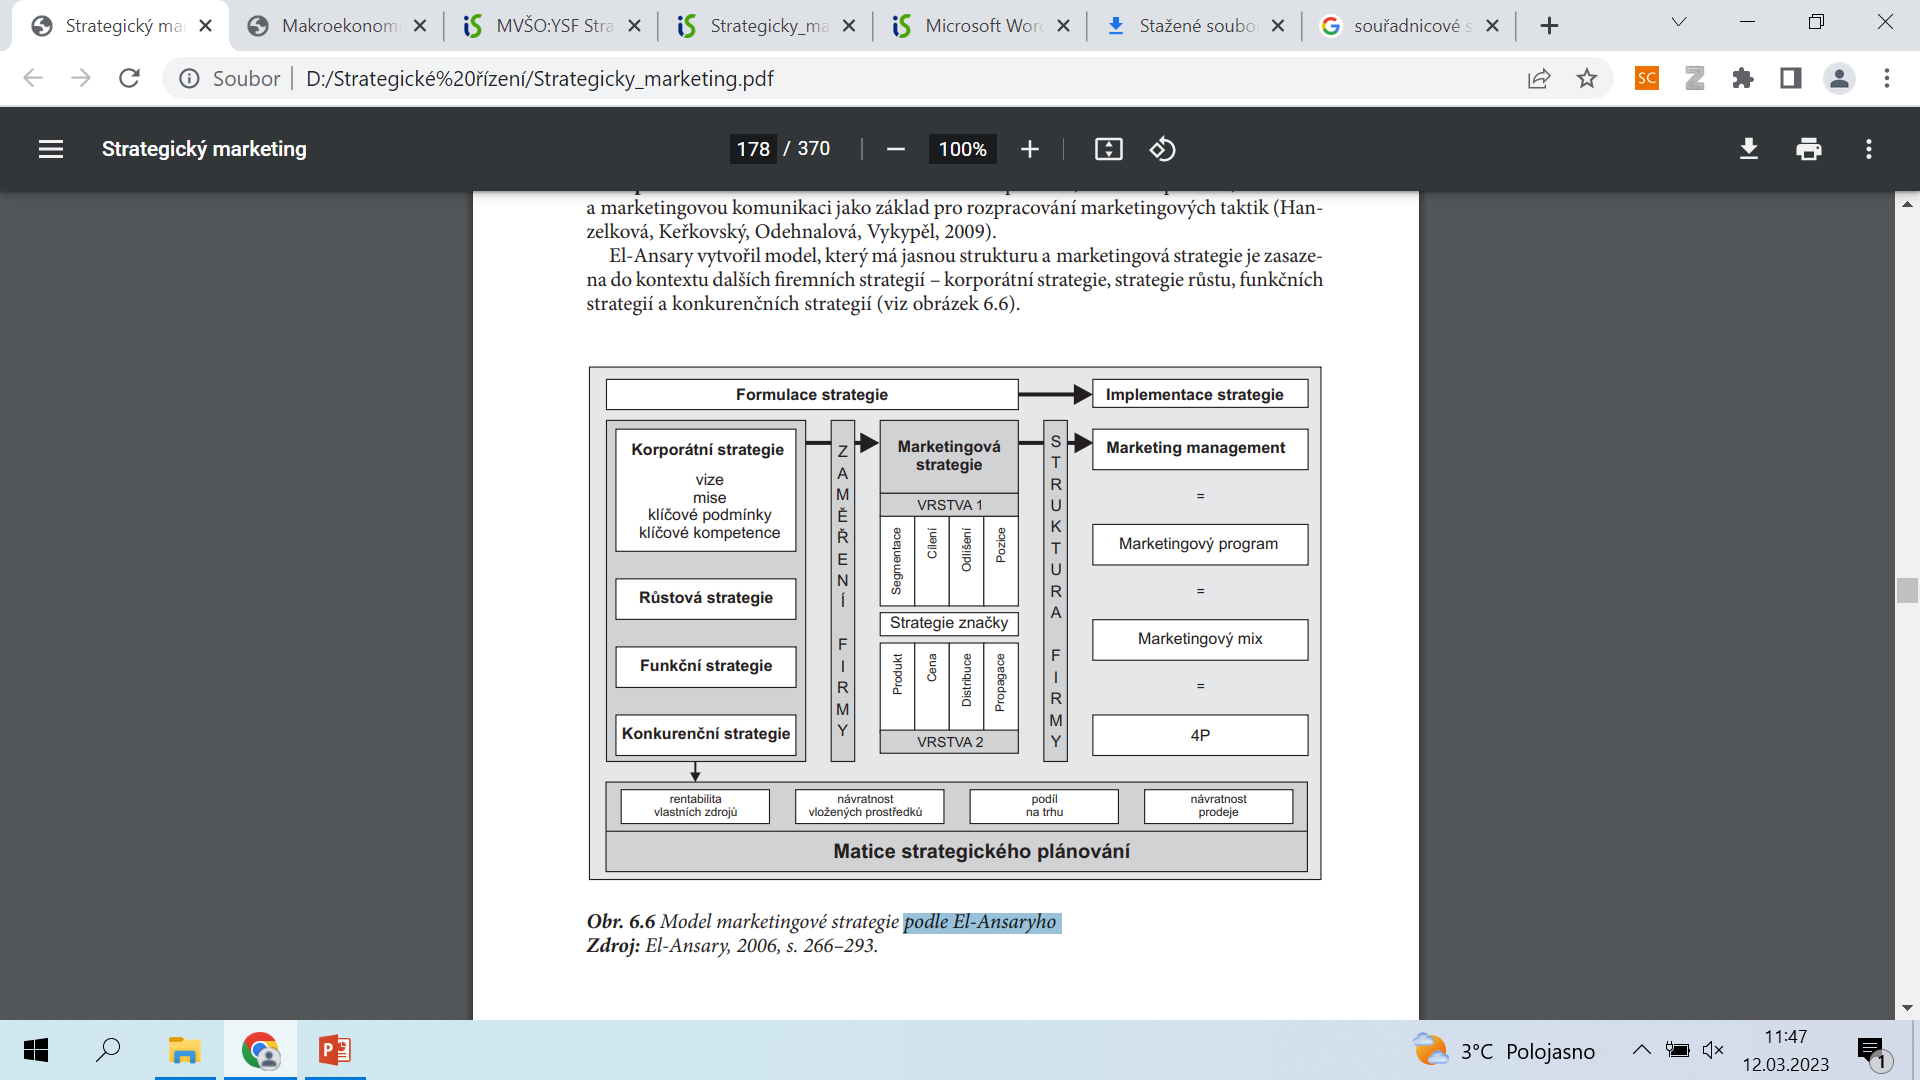 Strategický ma
Makroekonomi
MVŠO:YSF Stra
Strategicky_ma
Microsoft Word
Stažené soubo
souřadnicové s
Soubor
D:/Strategické%20řízení/Strategicky_marketing.pdf
SC
Strategický marketing
178 / 370
100%
a marketingovou komunikaci jako základ pro rozpracování marketingových taktik (Han-
zelková, Keřkovský, Odehnalová, Vykypěl, 2009).
El-Ansary vytvořil model, který má jasnou strukturu a marketingová strategie je zasaze-
na do kontextu dalších firemních strategií – korporátní strategie, strategie růstu, funkčních
strategií a konkurenčních strategií (viz obrázek 6.6).
Formulace strategie
Implementace strategie
Korporátní strategie
vize
mise
klíčové podmínky
klíčové kompetence
Růstová strategie
Funkční strategie
Konkurenční strategie
ZAMĚŘENÍ FIRMY
Marketingová
strategie
VRSTVA 1
Segmentace
Cílení
Odlišení
Pozice
Strategie značky
Produkt
Cena
Distribuce
Propagace
VRSTVA 2
STRUKTURA FIRMY
Marketing management
=
Marketingový program
=
Marketingový mix
=
4P
rentabilita
vlastních zdrojů
návratnost
vložených prostředků
podíl
na trhu
návratnost
prodeje
Matice strategického plánování
Obr. 6.6 Model marketingové strategie podle El-Ansaryho
Zdroj: El-Ansary, 2006, s. 266–293.
3°C Polojasno
11:47
12.03.2023
1